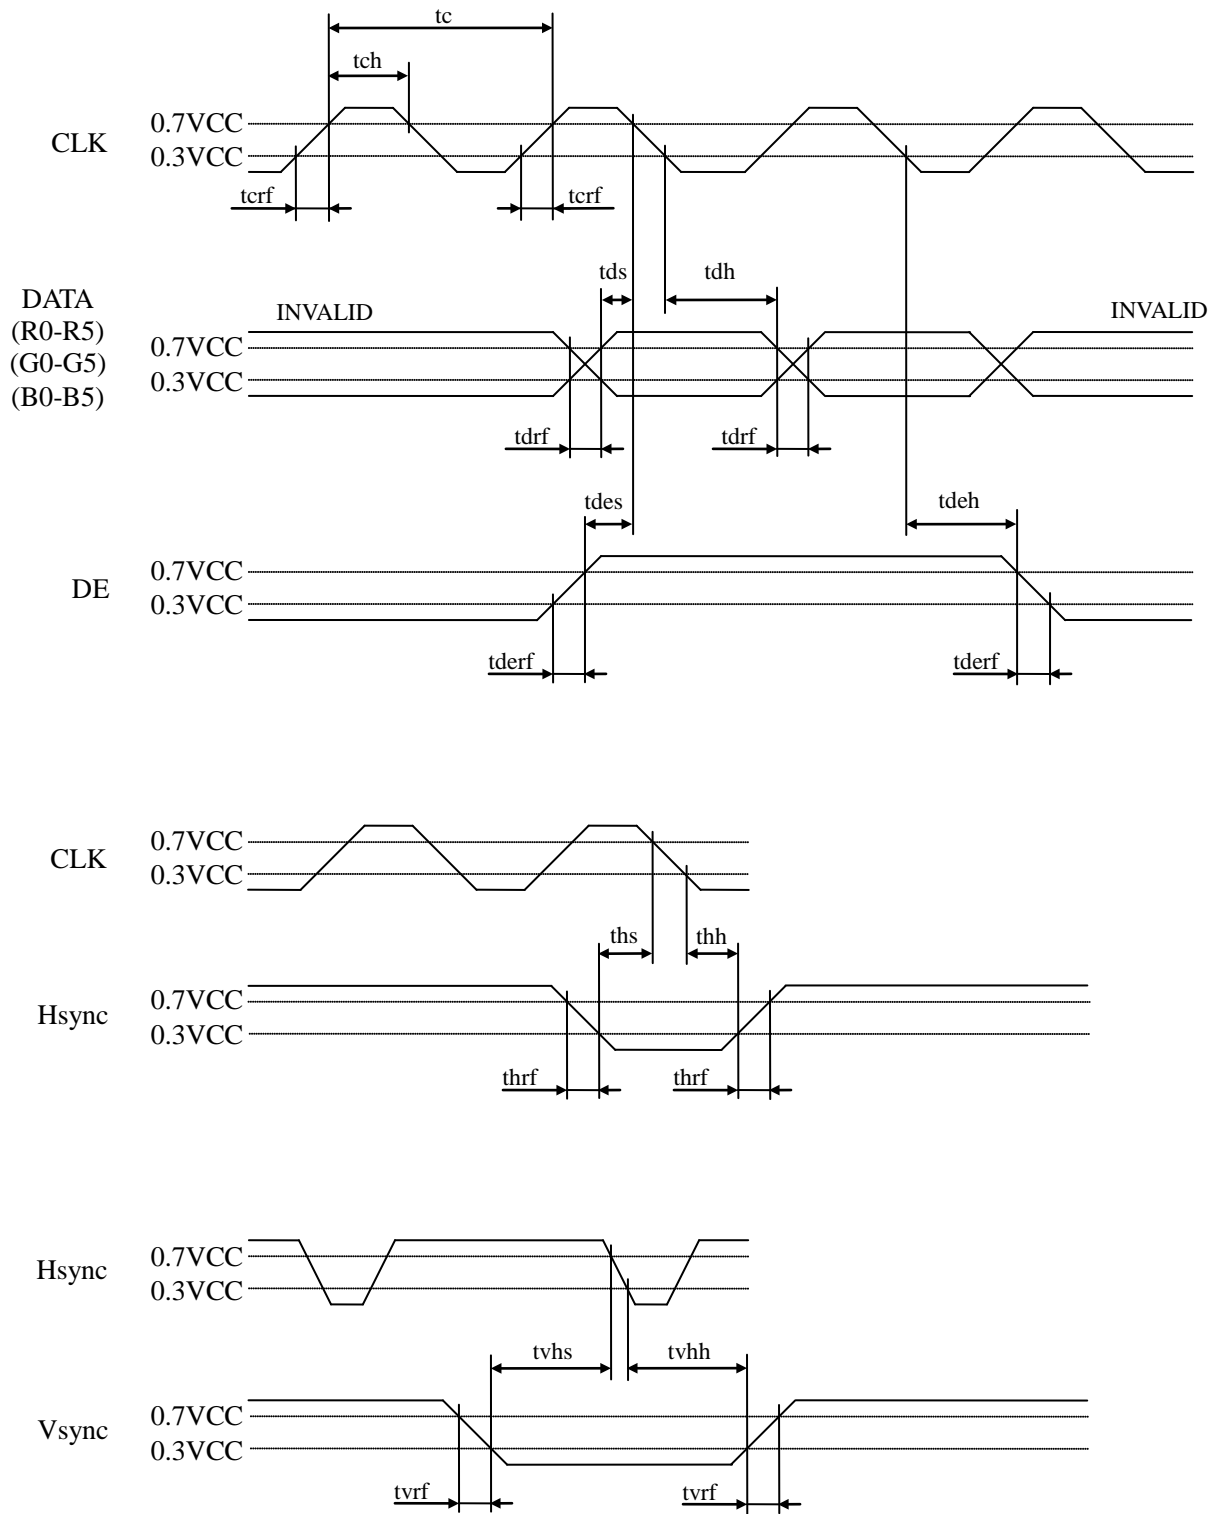 tc
tch
CLK
0.7VCC
0.3VCC
tcrf
tcrf
tds
tdh
DATA
(R0-R5)
(G0-G5)
(B0-B5)
INVALID
INVALID
0.7VCC
0.3VCC
tdrf
tdrf
tdes
tdeh
DE
0.7VCC
0.3VCC
tderf
tderf
CLK
0.7VCC
0.3VCC
ths
thh
Hsync
0.7VCC
0.3VCC
thrf
thrf
Hsync
0.7VCC
0.3VCC
tvhs
tvhh
Vsync
0.7VCC
0.3VCC
tvrf
tvrf